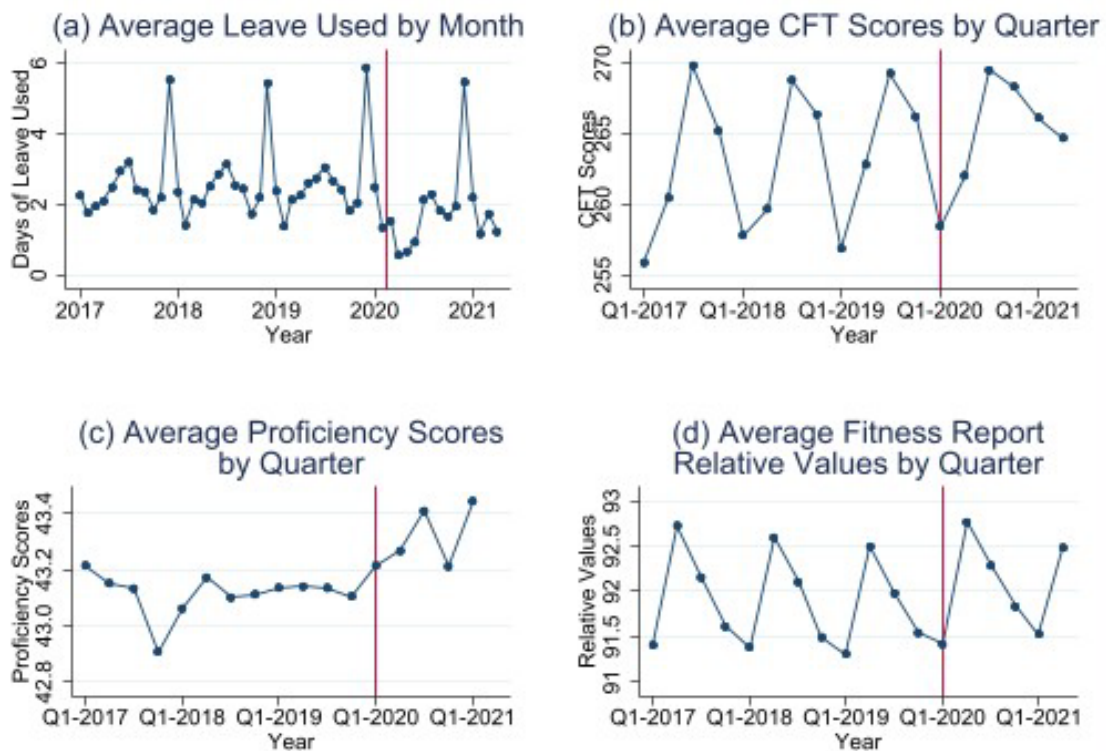 (a) Average Leave Used by Month
Days of Leave Used
6
4
2
0
2017 2018 2019 2020 2021
Year
(b) Average CFT Scores by Quarter
CFT Scores
270
265
260
255
Q1-2017 Q1-2018 Q1-2019 Q1-2020 Q1-2021
Year
(c) Average Proficiency Scores
by Quarter
Proficiency Scores
43.4
43.2
43.0
42.8
Q1-2017 Q1-2018 Q1-2019 Q1-2020 Q1-2021
Year
(d) Average Fitness Report
Relative Values by Quarter
Relative Values
93
92.5
92
91.5
91
Q1-2017 Q1-2018 Q1-2019 Q1-2020 Q1-2021
Year